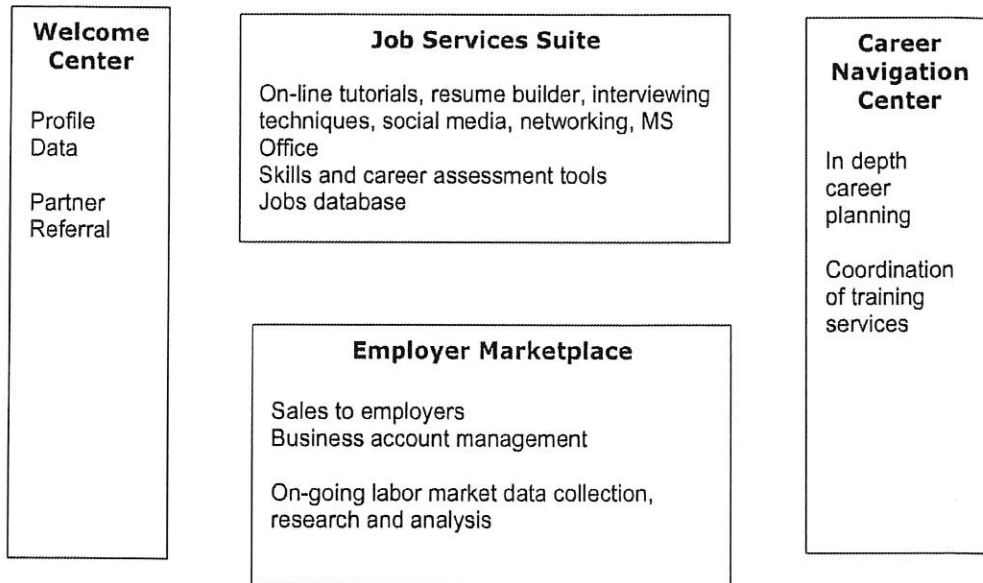 Welcome
Center
Profile
Data
Partner
Referral
Job Services Suite
On-line tutorials, resume builder, interviewing
techniques, social media, networking, MS
Office
Skills and career assessment tools
Jobs database
Employer Marketplace
Sales to employers
Business account management
On-going labor market data collection,
research and analysis
Career
Navigation
Center
In depth
career
planning
Coordination
of training
services